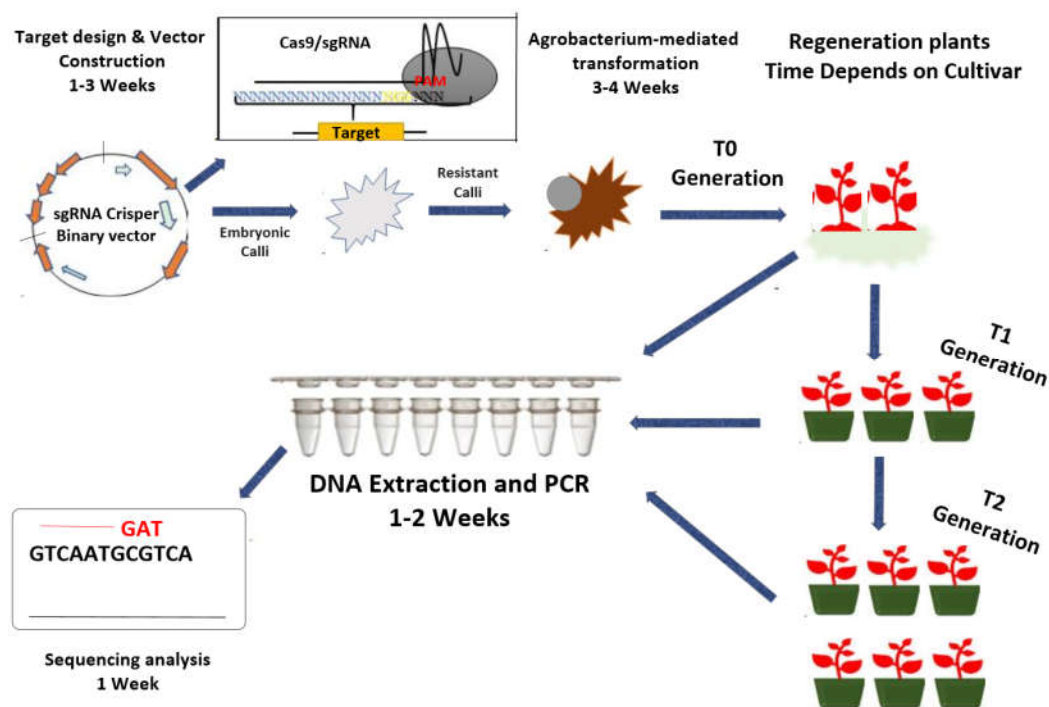 Target design & Vector
Construction
1-3 Weeks
Cas9/sgRNA
PAM
Target
Agrobacterium-mediated
transformation
3-4 Weeks
Regeneration plants
Time Depends on Cultivar
sgRNA Crisper
Binary vector
Embryonic
Calli
Resistant
Calli
T0
Generation
T1
Generation
T2
Generation
DNA Extraction and PCR
1-2 Weeks
GAT
GTCAATGCGTCA
Sequencing analysis
1 Week